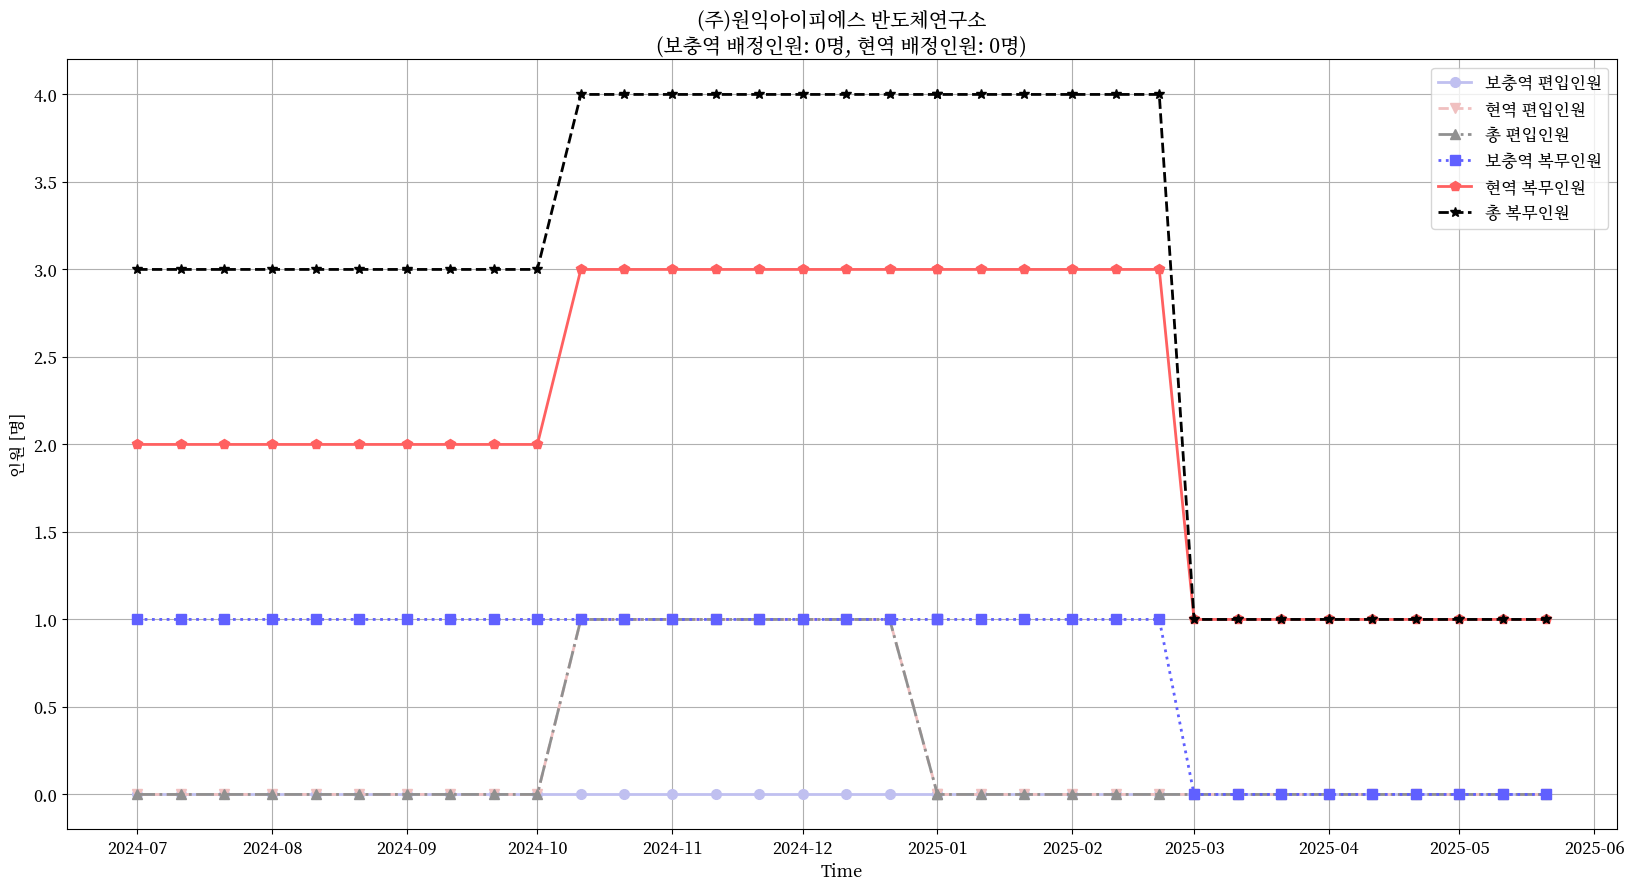 (주)원익아이피에스 반도체연구소
(보충역 배정인원: 0명, 현역 배정인원: 0명)
보충역 편입인원
현역 편입인원
총 편입인원
보충역 복무인원
현역 복무인원
총 복무인원
인원 [명]
4.0
3.5
3.0
2.5
2.0
1.5
1.0
0.5
0.0
2024-07
2024-08
2024-09
2024-10
2024-11
2024-12
2025-01
2025-02
2025-03
2025-04
2025-05
2025-06
Time